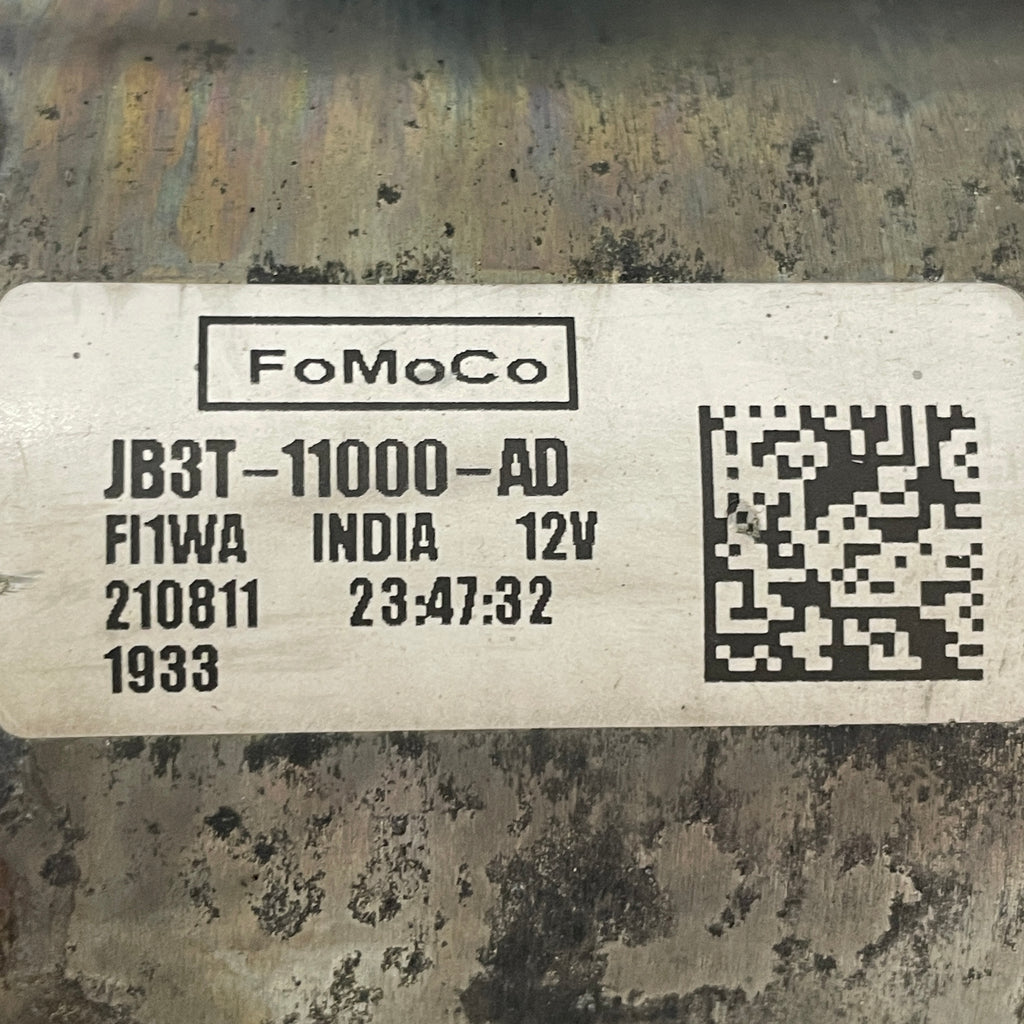 FoMoCo
JB3T-11000-AD
FI1WA INDIA 12V
210811 23:47:32
1933